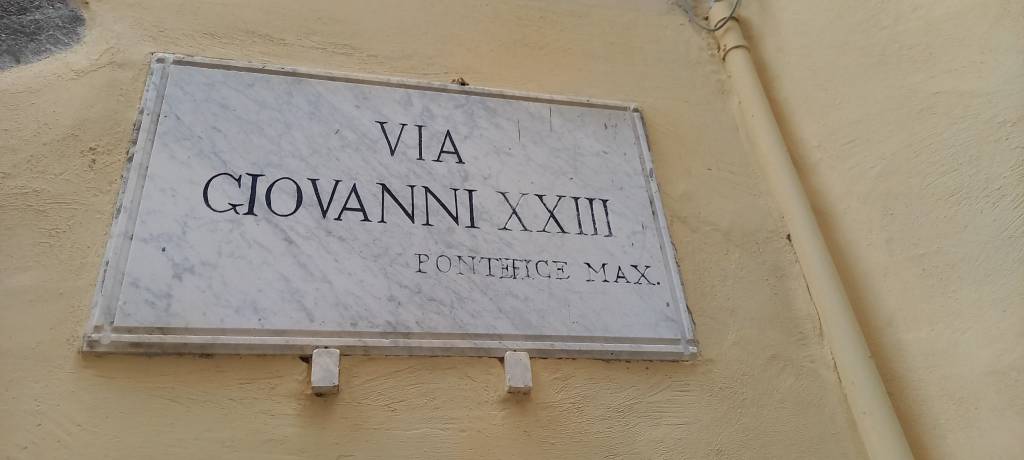 VIA
GIOVANNI XXIII
PONTEFICE MAX.